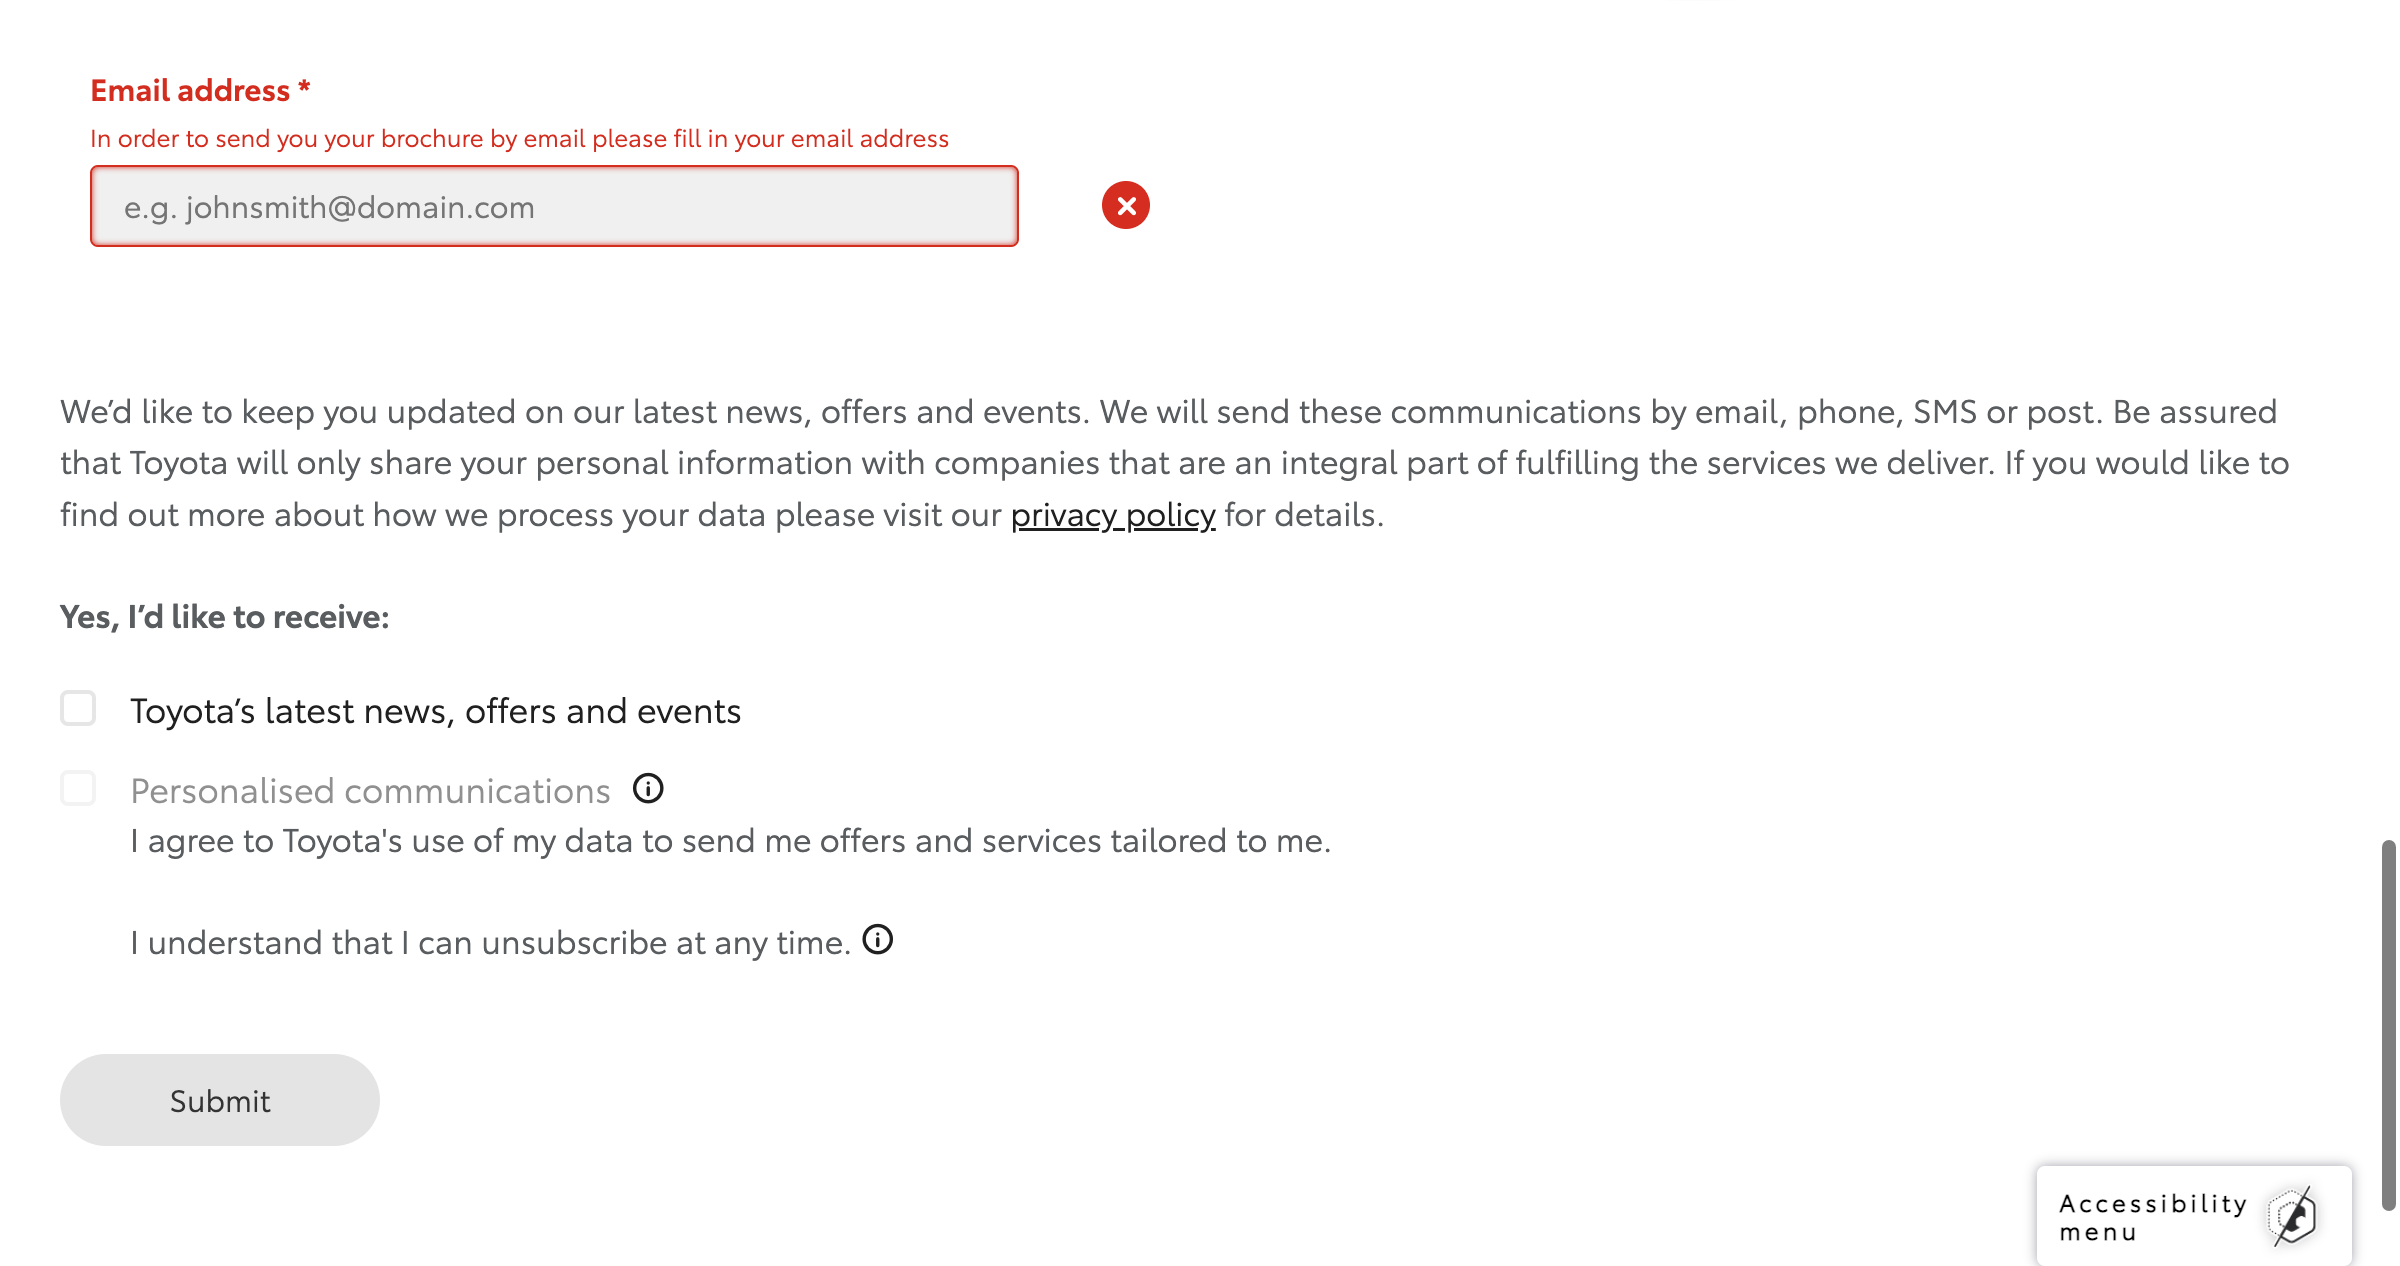 Email address *
In order to send you your brochure by email please fill in your email address
e.g. johnsmith@domain.com
We’d like to keep you updated on our latest news, offers and events. We will send these communications by email, phone, SMS or post. Be assured
that Toyota will only share your personal information with companies that are an integral part of fulfilling the services we deliver. If you would like to
find out more about how we process your data please visit our privacy policy for details.
Yes, I’d like to receive:
Toyota’s latest news, offers and events
Personalised communications
I agree to Toyota's use of my data to send me offers and services tailored to me.
I understand that I can unsubscribe at any time.
Submit
Accessibility
menu